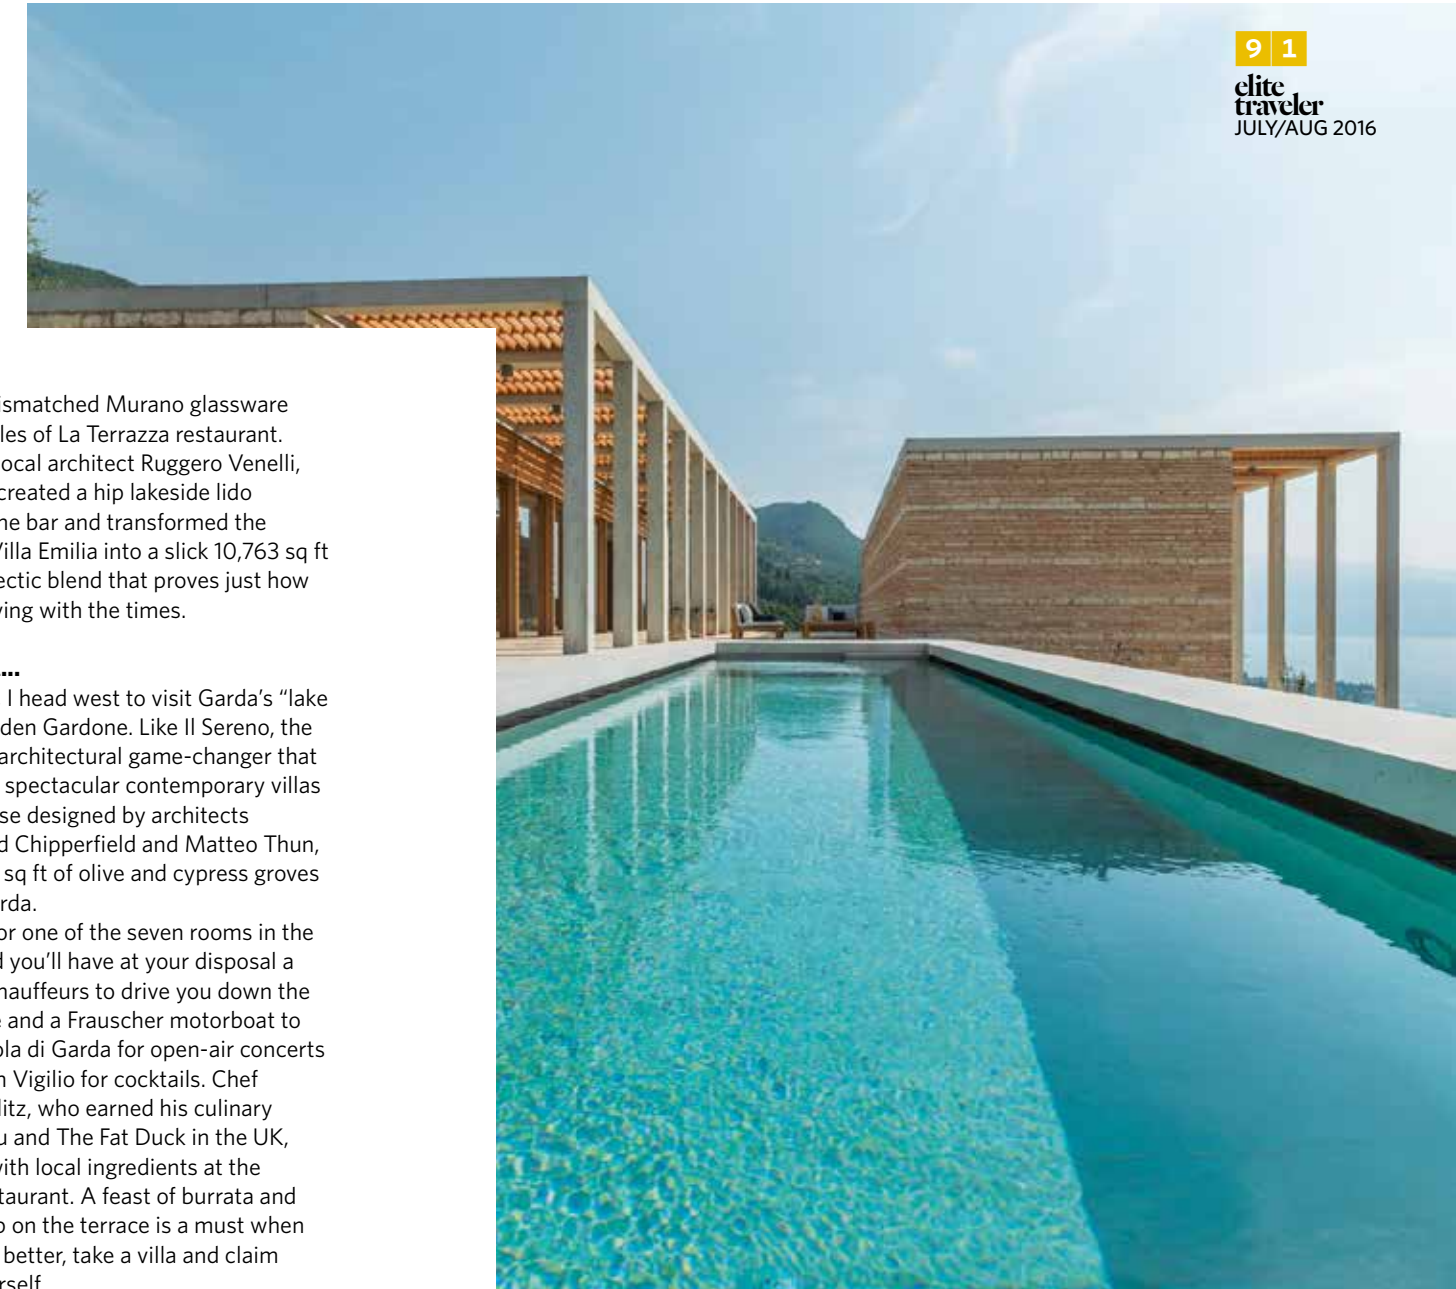 9 1
elite
traveler
JULY/AUG 2016
ismatched Murano glassware
les of La Terrazza restaurant.
ocal architect Ruggero Venelli,
created a hip lakeside lido
ne bar and transformed the
Villa Emilia into a slick 10,763 sq ft
ectic blend that proves just how
ving with the times.
...
I head west to visit Garda’s “lake
den Gardone. Like Il Sereno, the
architectural game-changer that
spectacular contemporary villas
se designed by architects
d Chipperfield and Matteo Thun,
sq ft of olive and cypress groves
rda.
or one of the seven rooms in the
d you’ll have at your disposal a
hauffeurs to drive you down the
e and a Frauscher motorboat to
ola di Garda for open-air concerts
n Vigilio for cocktails. Chef
litz, who earned his culinary
u and The Fat Duck in the UK,
with local ingredients at the
taurant. A feast of burrata and
o on the terrace is a must when
better, take a villa and claim
rself.